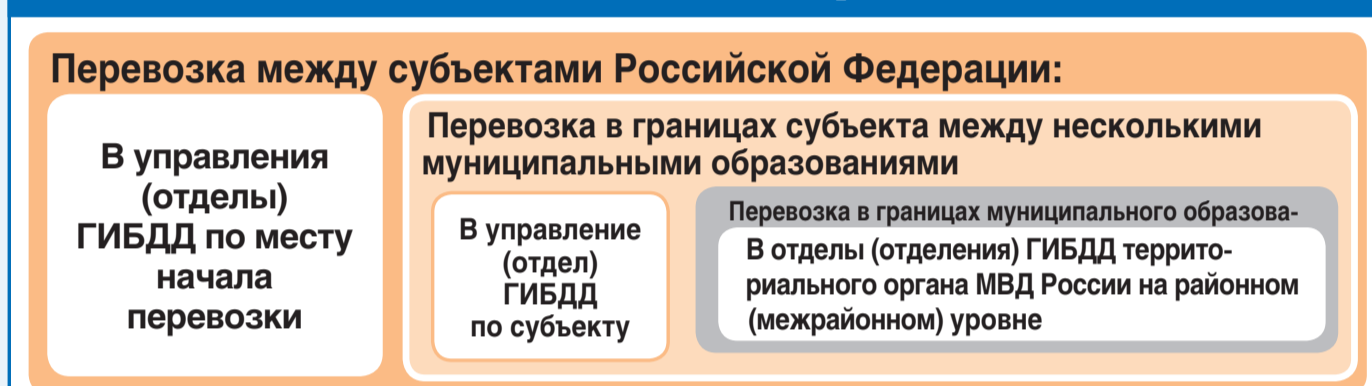 Перевозка между субъектами Российской Федерации:
В управления
(отделы)
ГИБДД по месту
начала
перевозки
Перевозка в границах субъекта между несколькими
муниципальными образованиями
В управление
(отдел)
ГИБДД
по субъекту
Перевозка в границах муниципального образова-
В отделы (отделения) ГИБДД террито-
риального органа МВД России на районном
(межрайонном) уровне